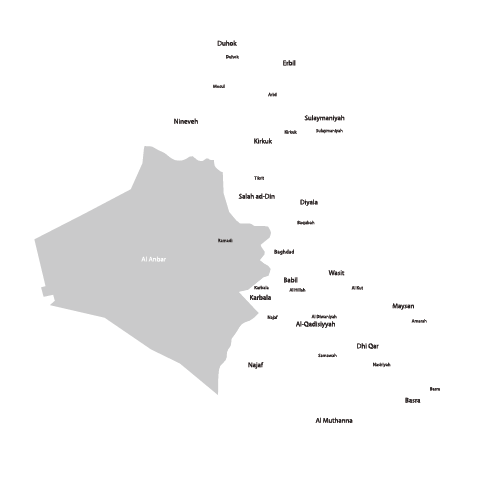 Duhok
Duhok
Erbil
Mosul
Arbil
Nineveh
Sulaymaniyah
Kirkuk
Sulaymaniyah
Kirkuk
Tikrit
Salah ad-Din
Diyala
Baqubah
Ramadi
Baghdad
Al Anbar
Wasit
Babil
Karbala
Al Hillah
Al Kut
Karbala
Maysan
Najaf
Al Diwaniyah
Al-Qadisiyyah
Amarah
Dhi Qar
Samawah
Najaf
Nasiriyah
Basra
Basra
Al Muthanna